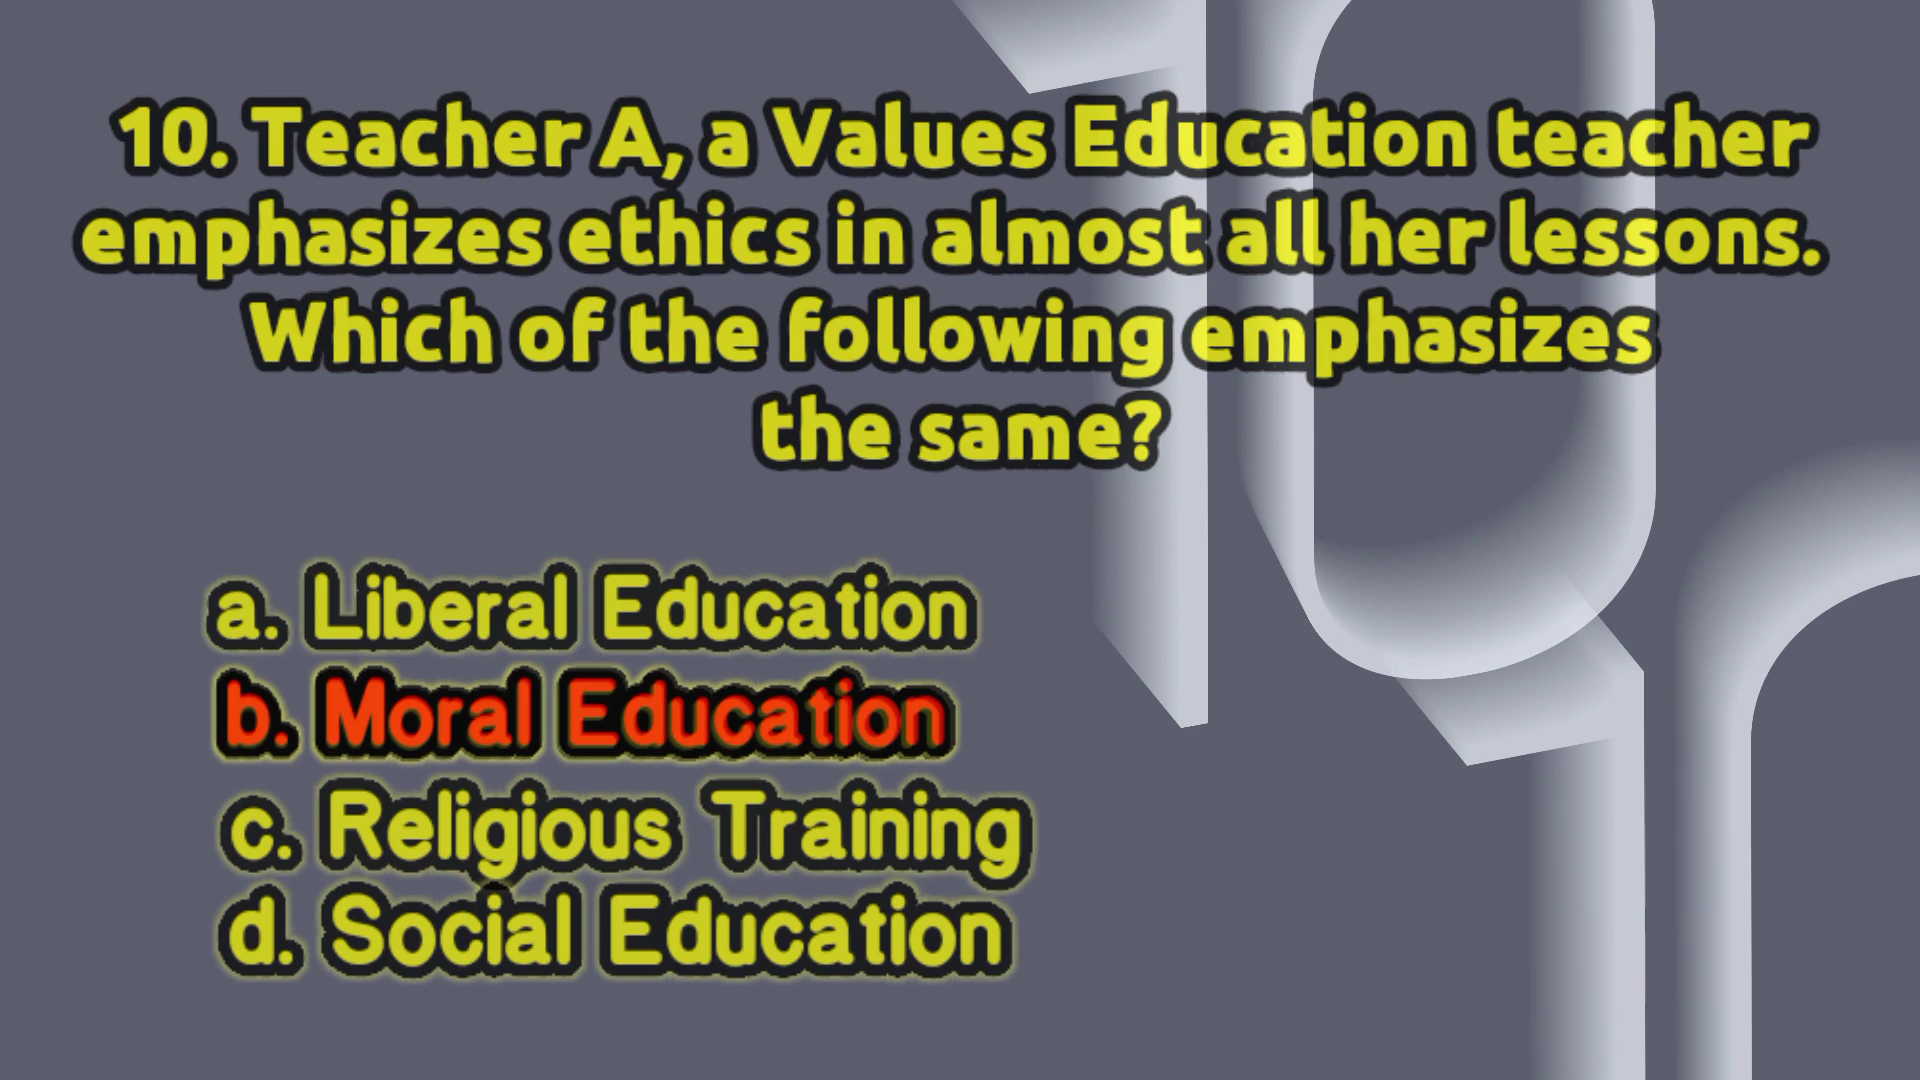 10. Teacher A, a Values Education teacher
emphasizes ethics in almost all her lessons.
Which of the following emphasizes
the same?
a. Liberal Education
b. Moral Education
c. Religious Training
d. Social Education